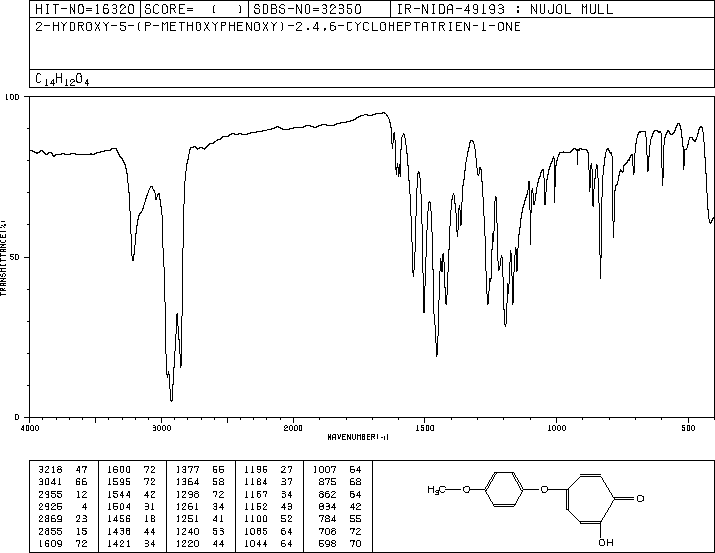 HIT-NO=16320 SCORE= ( ) SDBS-NO=32350 IR-NIDA-49193 : NUJOL MULL
2-HYDROXY-5-(P-METHOXYPHENOXY)-2,4,6-CYCLOHEPTATRIEN-1-ONE
C14H12O4
100
50
0
TRANSMITTANCE(%)
4000 3000 2000 1500 1000 500
WAVENUMBER(-1)
3218 47 1600 72 1377 66 1196 27 1007 64
3041 66 1595 72 1364 58 1184 37 875 68
2955 12 1544 42 1298 72 1167 34 862 64
2925 4 1504 31 1261 34 1152 43 834 42
2869 23 1456 18 1251 41 1100 52 784 55
2855 15 1438 44 1240 53 1085 64 708 72
1609 72 1421 34 1220 44 1044 64 598 70
H3C O O O
OH